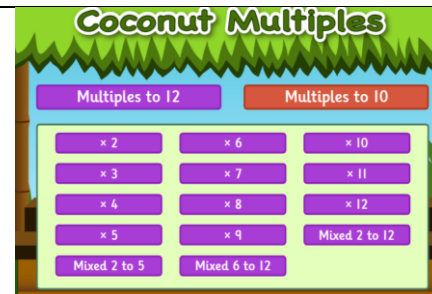 Coconut Multiples
Multiples to 12 Multiples to 10
× 2 × 6 × 10
× 3 × 7 × 11
× 4 × 8 × 12
× 5 × 9 Mixed 2 to 12
Mixed 2 to 5 Mixed 6 to 12